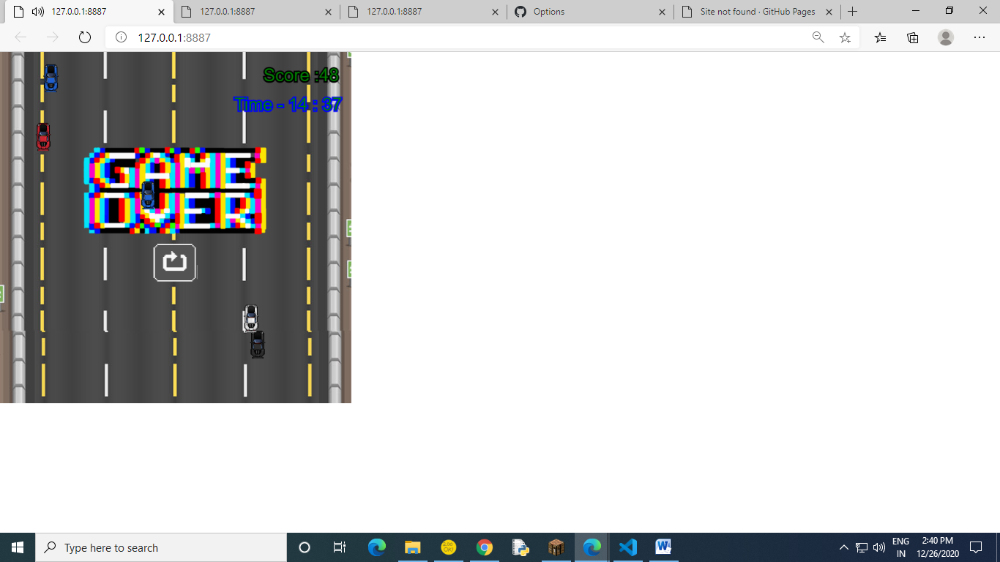 127.0.0.1:8887
127.0.0.1:8887
127.0.0.1:8887
Options
Site not found · GitHub Pages
127.0.0.1:8887
Score :48
Time - 14 : 37
GAME
OVER
Type here to search
ENG
IN
2:40 PM
12/26/2020